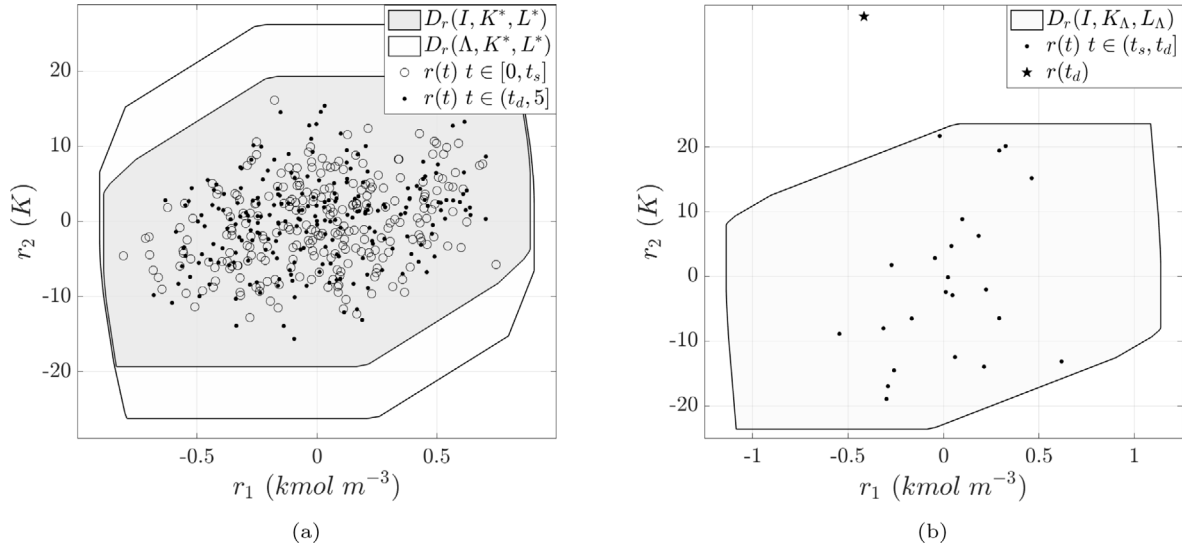 D_r(I, K*, L*)
D_r(Λ, K*, L*)
r(t) t ∈ [0, t_s]
r(t) t ∈ (t_d, 5]
20
10
0
-10
-20
r_2 (K)
-0.5
0
0.5
r_1 (kmol m^{-3})
(a)
D_r(I, K_Λ, L_Λ)
r(t) t ∈ (t_s, t_d]
r(t_d)
20
10
0
-10
-20
r_2 (K)
-1
-0.5
0
0.5
1
r_1 (kmol m^{-3})
(b)